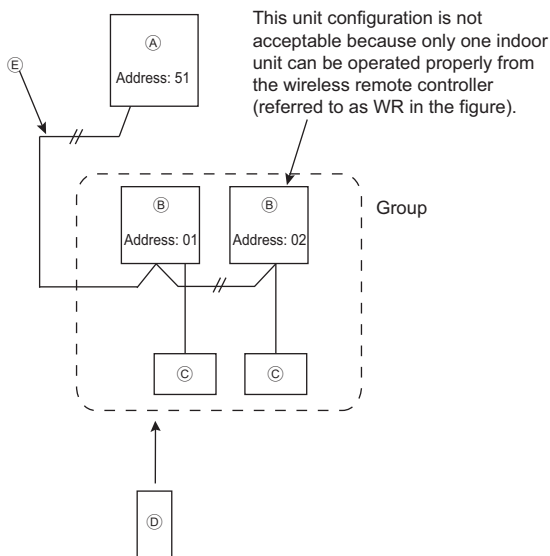 This unit configuration is not
acceptable because only one indoor
unit can be operated properly from
the wireless remote controller
(referred to as WR in the figure).
Ⓐ
Address: 51
Ⓔ
Group
Ⓑ
Address: 01
Ⓑ
Address: 02
Ⓒ
Ⓒ
Ⓓ